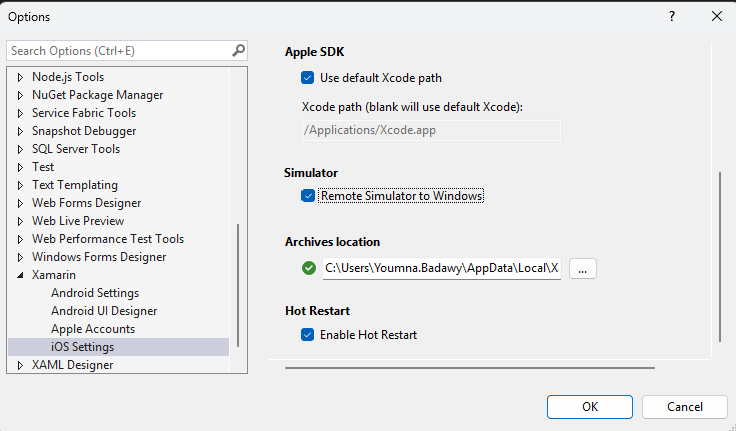 Options
Search Options (Ctrl+E)
Node.js Tools
NuGet Package Manager
Service Fabric Tools
Snapshot Debugger
SQL Server Tools
Test
Text Templating
Web Forms Designer
Web Live Preview
Web Performance Test Tools
Windows Forms Designer
Xamarin
Android Settings
Android UI Designer
Apple Accounts
iOS Settings
XAML Designer
Apple SDK
Use default Xcode path
Xcode path (blank will use default Xcode):
/Applications/Xcode.app
Simulator
Remote Simulator to Windows
Archives location
C:\Users\Youmna.Badawy\AppData\Local\X
...
Hot Restart
Enable Hot Restart
OK
Cancel